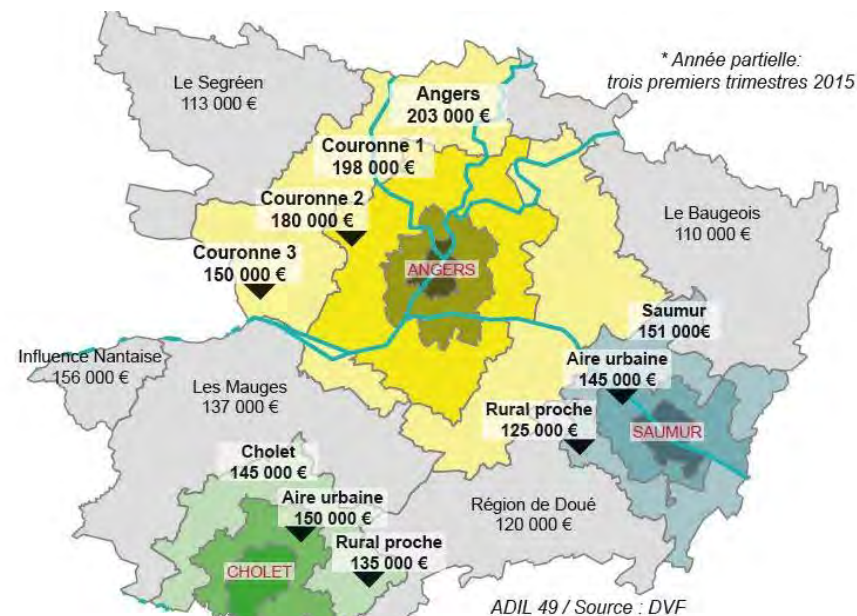 * Année partielle:
trois premiers trimestres 2015
Le Segréen
113 000 €
Angers
203 000 €
Couronne 1
198 000 €
Couronne 2
180 000 €
Couronne 3
150 000 €
Le Baugeois
110 000 €
ANGERS
Saumur
151 000€
Influence Nantaise
156 000 €
Les Mauges
137 000 €
Aire urbaine
145 000 €
Rural proche
125 000 €
SAUMUR
Cholet
145 000 €
Aire urbaine
150 000 €
Région de Doué
120 000 €
Rural proche
135 000 €
CHOLET
ADIL 49 / Source : DVF